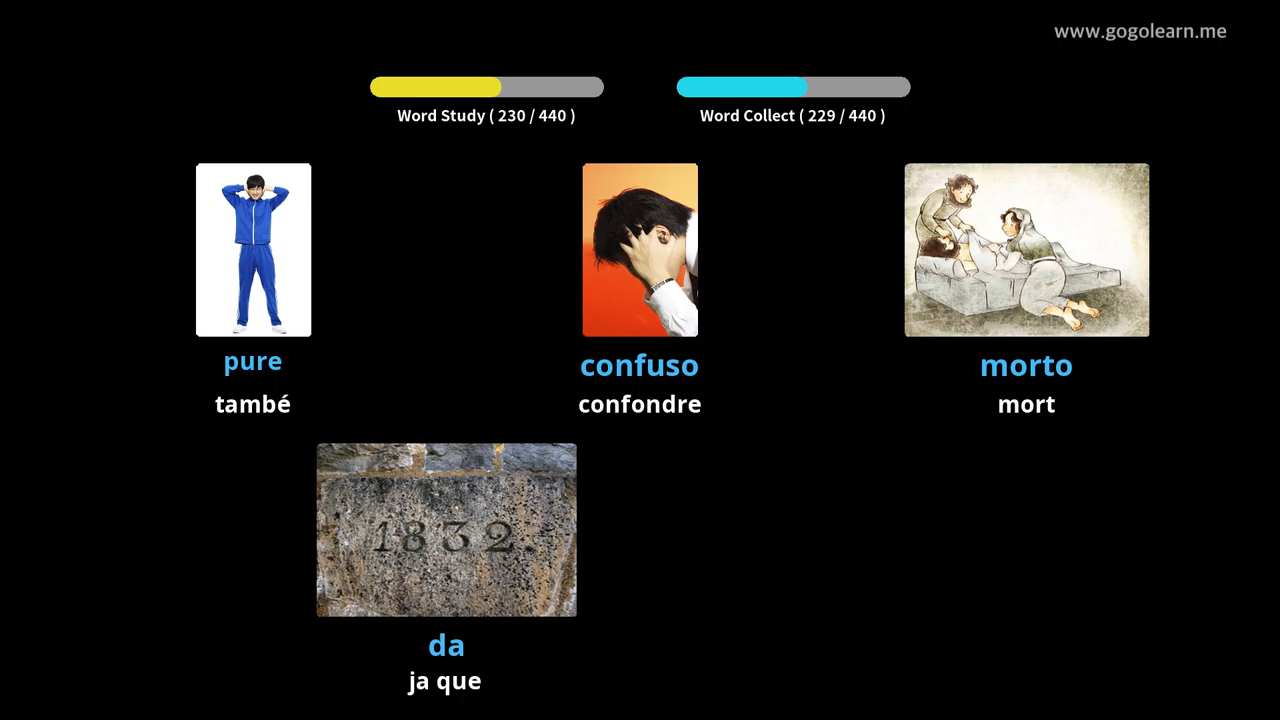 www.gogolearn.me
Word Study ( 230 / 440 )
Word Collect ( 229 / 440 )
pure
confuso
morto
també
confondre
mort
1832.
da
ja que